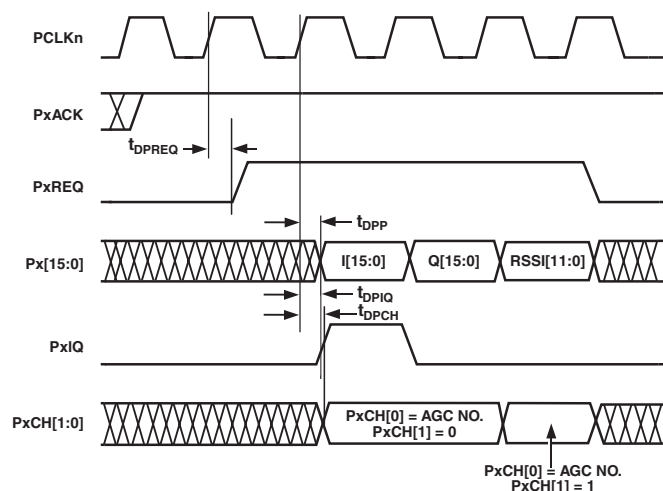 PCLKn
PxACK
tDPREQ
PxREQ
tDPP
Px[15:0]
I[15:0]
Q[15:0]
RSSI[11:0]
tDPIQ
tDPCH
PxIQ
PxCH[1:0]
PxCH[0] = AGC NO.
PxCH[1] = 0
PxCH[0] = AGC NO.
PxCH[1] = 1